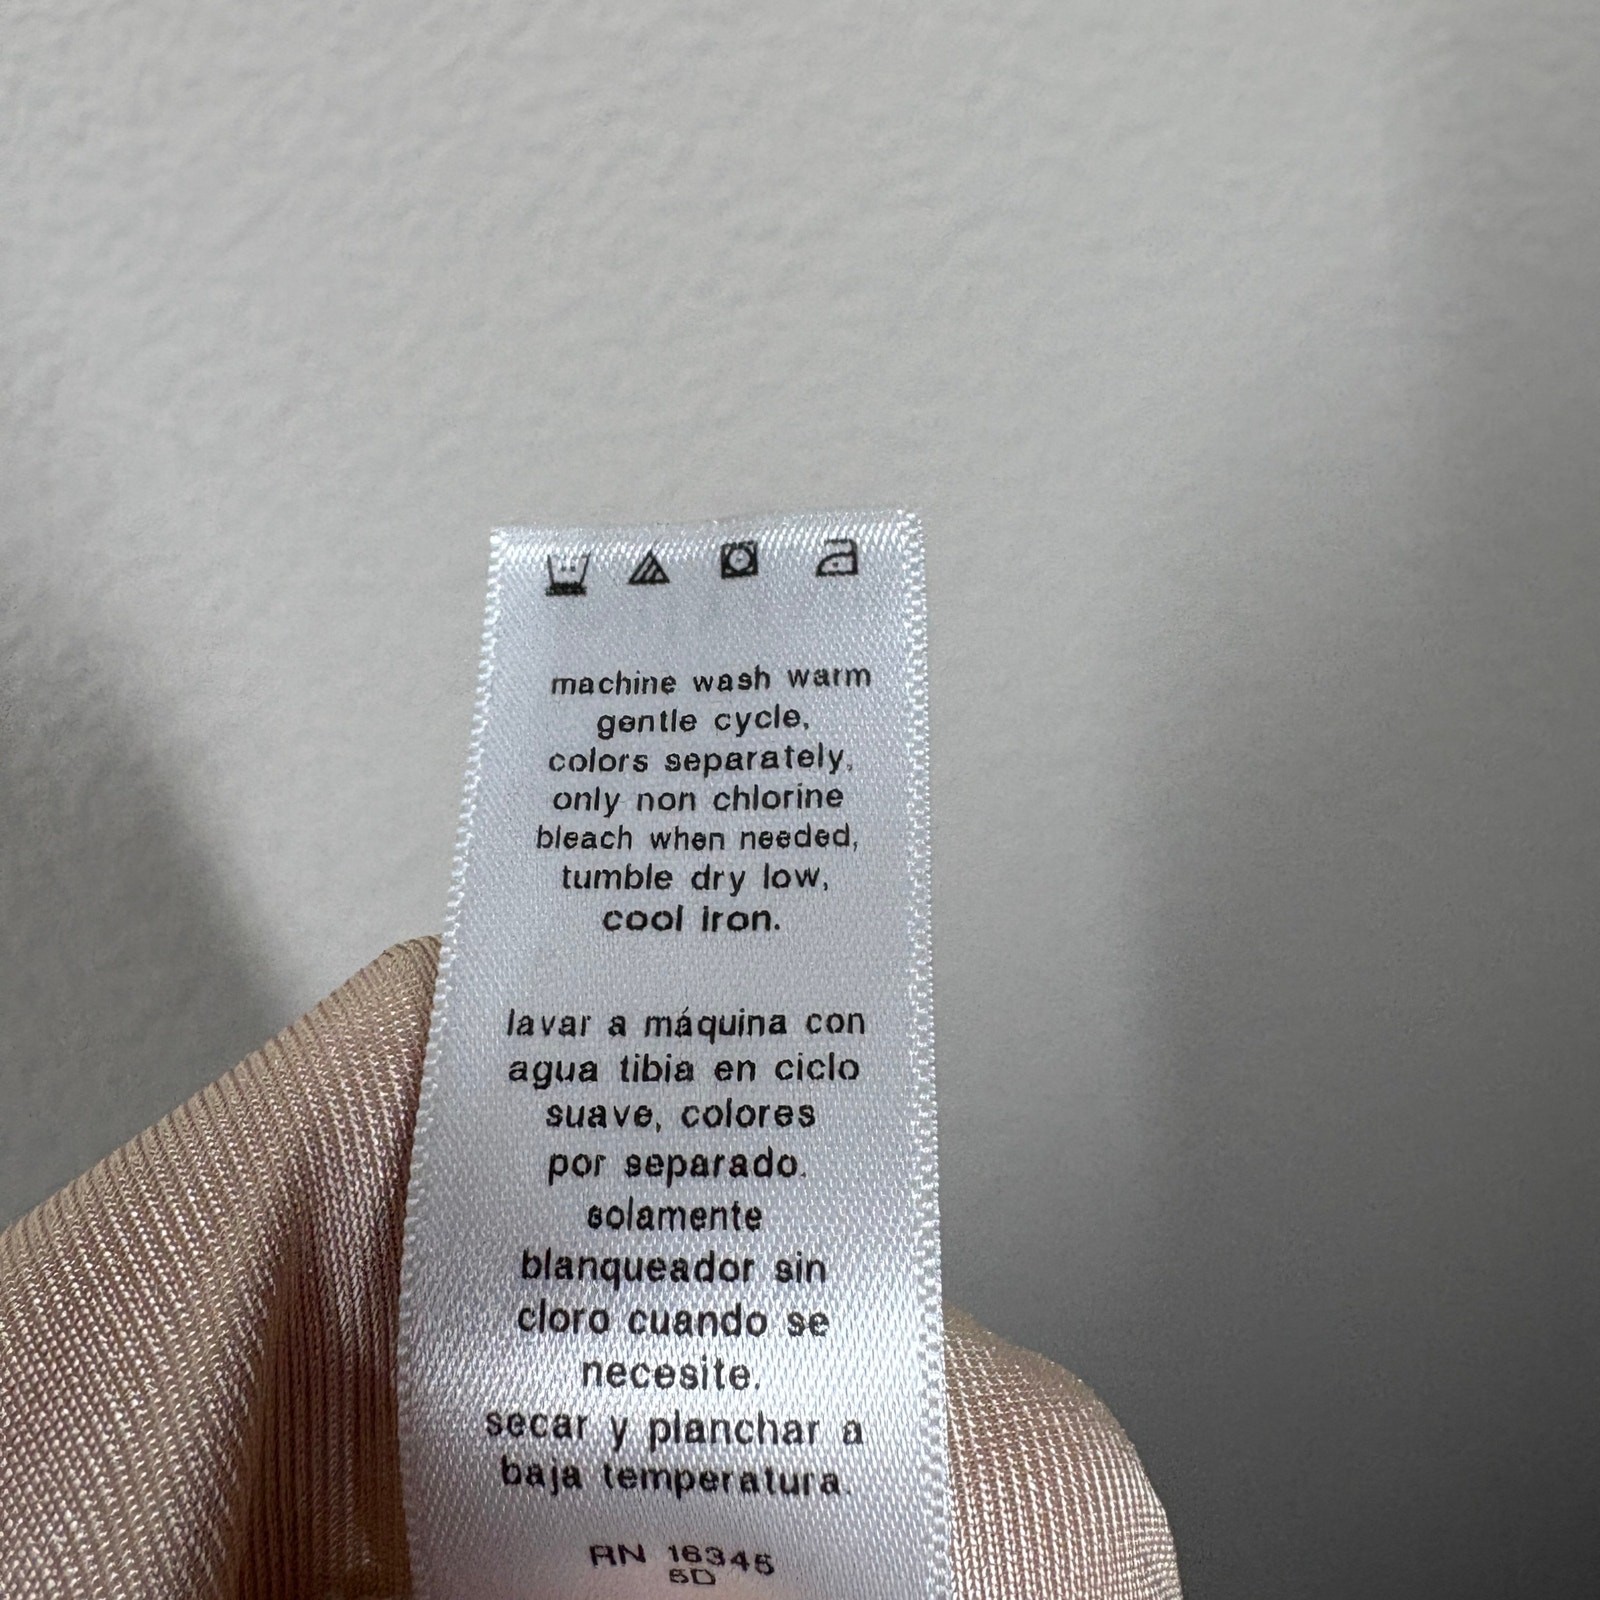 machine wash warm
gentle cycle,
colors separately,
only non chlorine
bleach when needed,
tumble dry low,
cool iron.
lavar a máquina con
agua tibia en ciclo
suave, colores
por separado.
solamente
blanqueador sin
cloro cuando se
necesite.
secar y planchar a
baja temperatura.
RN 16345
5D